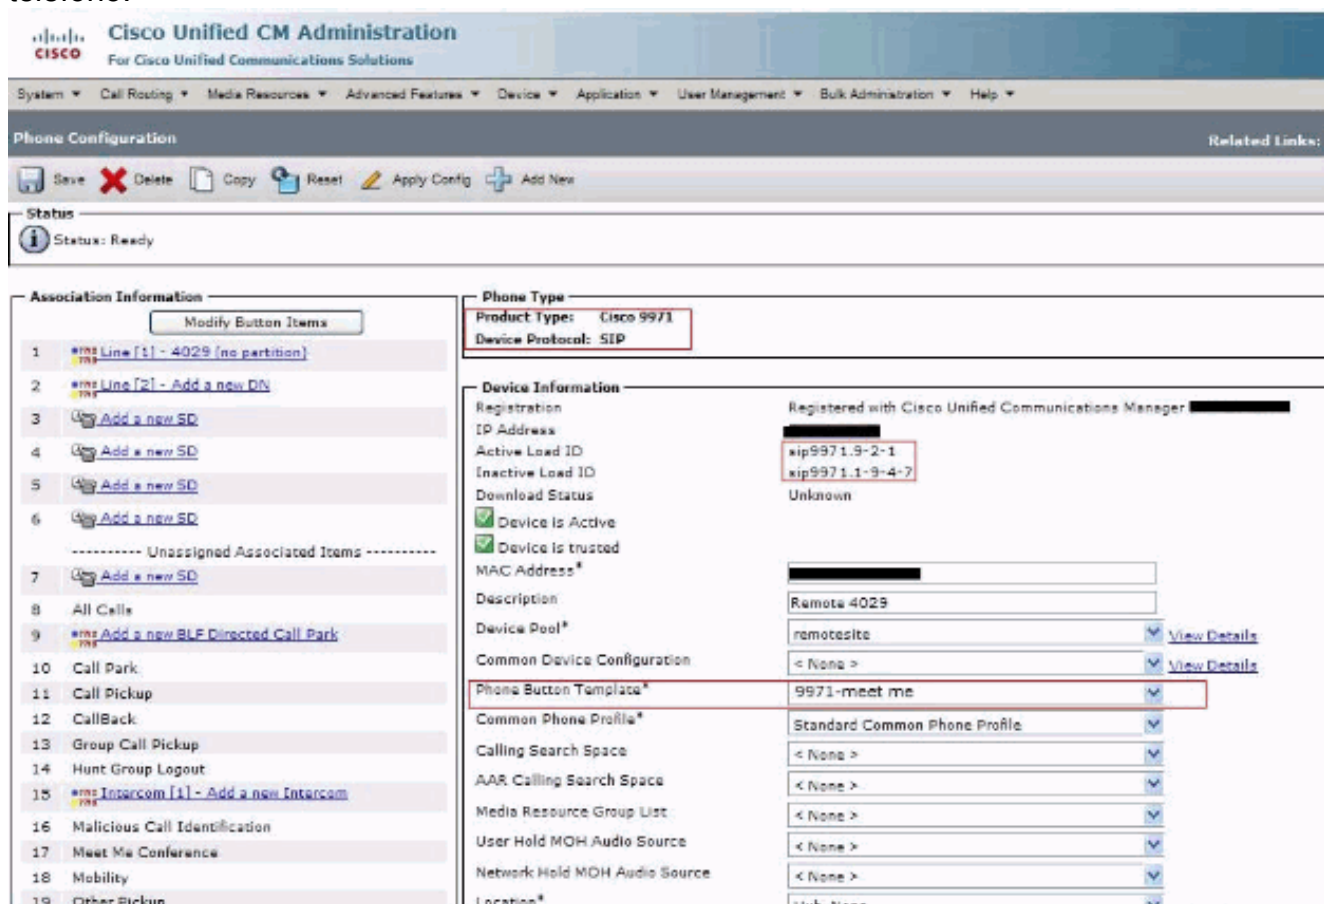 teléfono.
Cisco Unified CM Administration
CISCO
For Cisco Unified Communications Solutions
System Call Routing Media Resources Advanced Features Device Application User Management Bulk Administration Help
Phone Configuration
Related Links:
Save Delete Copy Reset Apply Config Add New
Status
Status: Ready
Association Information
Modify Button Items
1 Line [1] - 4029 (no partition)
2 Line [2] - Add a new DN
3 Add a new SD
4 Add a new SD
5 Add a new SD
6 Add a new SD
---------- Unassigned Associated Items ----------
7 Add a new SD
8 All Calls
9 Add a new BLF Directed Call Park
10 Call Park
11 Call Pickup
12 CallBack
13 Group Call Pickup
14 Hunt Group Logout
15 Intercom [1] - Add a new Intercom
16 Malicious Call Identification
17 Meet Me Conference
18 Mobility
19 Other Pickup
Phone Type
Product Type: Cisco 9971
Device Protocol: SIP
Device Information
Registration Registered with Cisco Unified Communications Manager
IP Address
Active Load ID sip9971.9-2-1
Inactive Load ID sip9971.1-9-4-7
Download Status Unknown
Device is Active
Device is trusted
MAC Address*
Description Remote 4029
Device Pool* remotesite View Details
Common Device Configuration < None > View Details
Phone Button Template* 9971-meet me
Common Phone Profile* Standard Common Phone Profile
Calling Search Space < None >
AAR Calling Search Space < None >
Media Resource Group List < None >
User Hold MOH Audio Source < None >
Network Hold MOH Audio Source < None >
Location* Hub_None